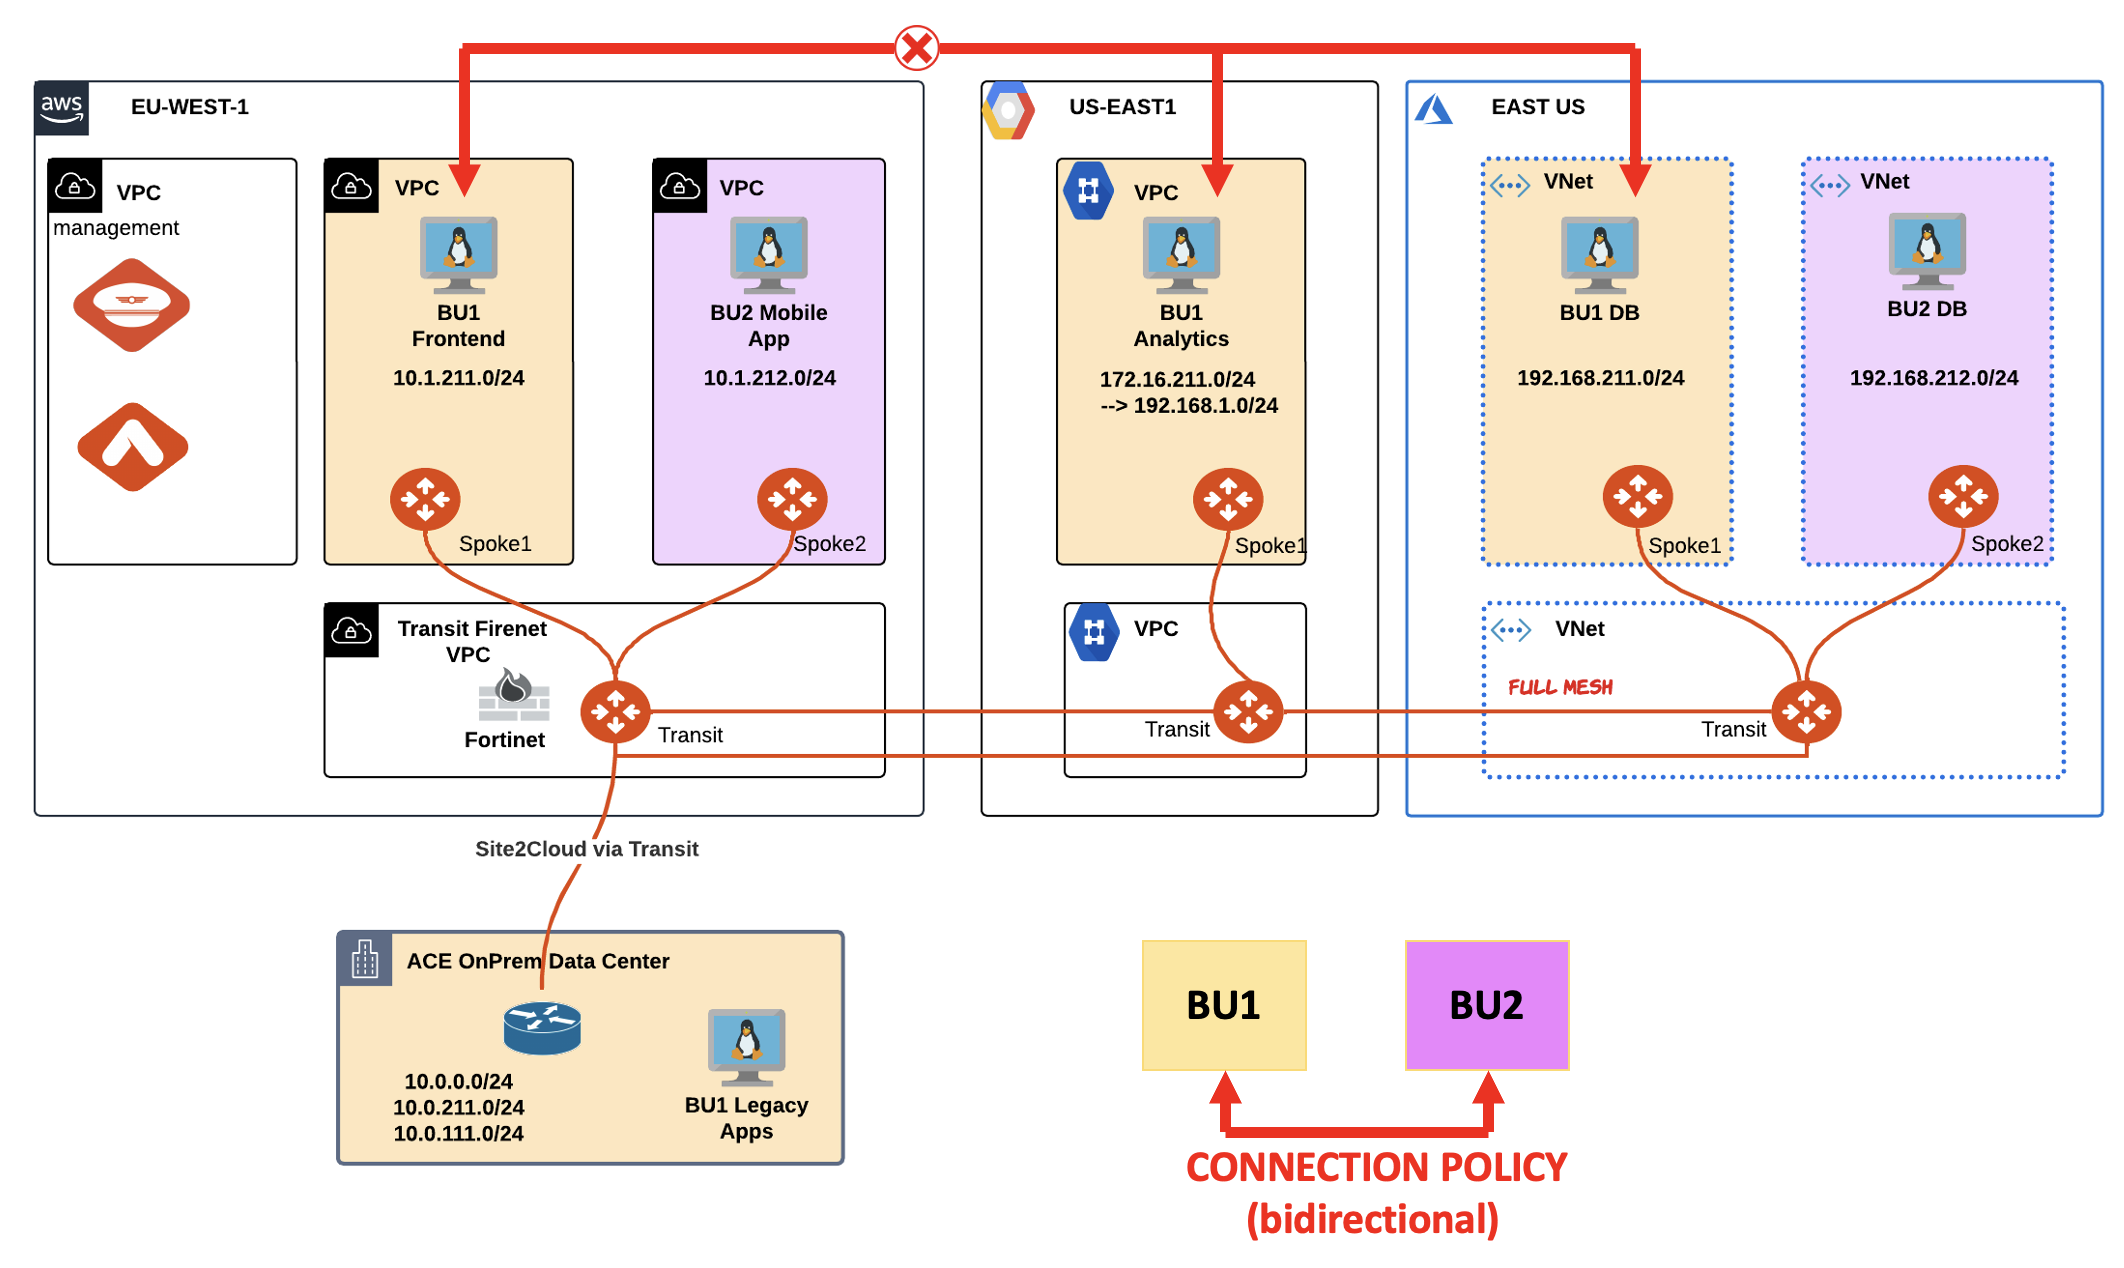 aws
EU-WEST-1
US-EAST1
EAST US
VPC
management
VPC
BU1
Frontend
10.1.211.0/24
Spoke1
VPC
BU2 Mobile
App
10.1.212.0/24
Spoke2
VPC
BU1
Analytics
172.16.211.0/24
--> 192.168.1.0/24
Spoke1
VNet
BU1 DB
192.168.211.0/24
Spoke1
VNet
BU2 DB
192.168.212.0/24
Spoke2
Transit Firenet
VPC
Fortinet
Transit
VPC
Transit
VNet
FULL MESH
Transit
Site2Cloud via Transit
ACE OnPrem Data Center
10.0.0.0/24
10.0.211.0/24
10.0.111.0/24
BU1 Legacy
Apps
BU1
BU2
CONNECTION POLICY
(bidirectional)